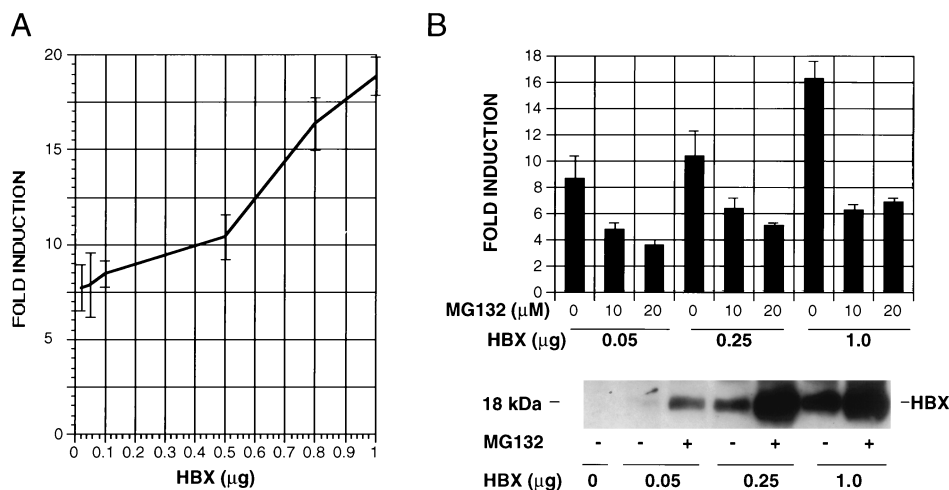 A
B
20
15
10
5
0
FOLD INDUCTION
0 0.1 0.2 0.3 0.4 0.5 0.6 0.7 0.8 0.9 1
HBX (µg)
18
16
14
12
10
8
6
4
2
0
FOLD INDUCTION
MG132 (µM) 0 10 20 0 10 20 0 10 20
HBX (µg) 0.05 0.25 1.0
18 kDa – –HBX
MG132 - - + - + - +
HBX (µg) 0 0.05 0.25 1.0